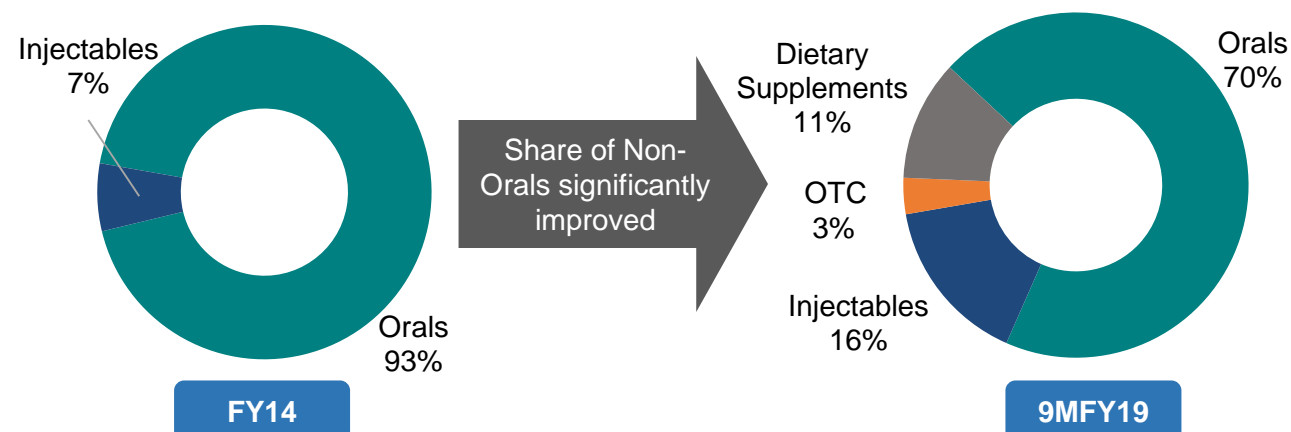 Injectables
7%
Orals
93%
FY14
Share of Non-
Orals significantly
improved
Dietary
Supplements
11%
OTC
3%
Injectables
16%
Orals
70%
9MFY19